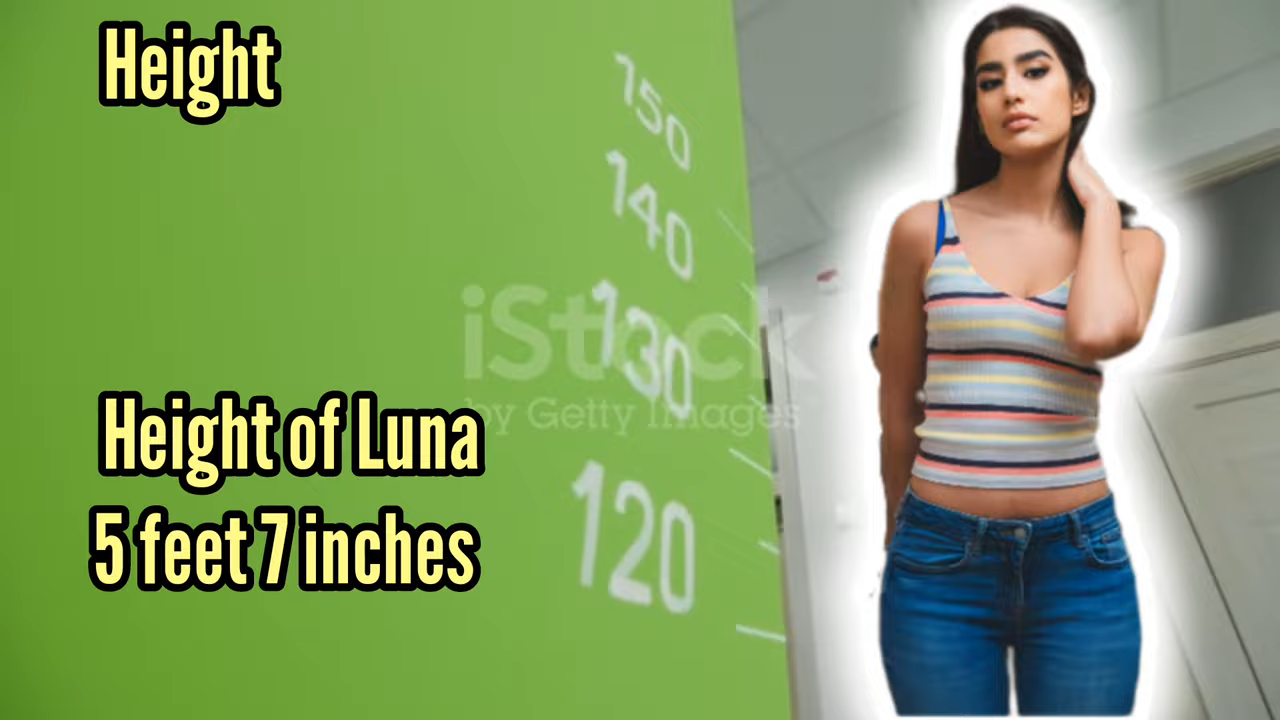 Height
150
140
130
iStock
by Getty Images
Height of Luna
120
5 feet 7 inches